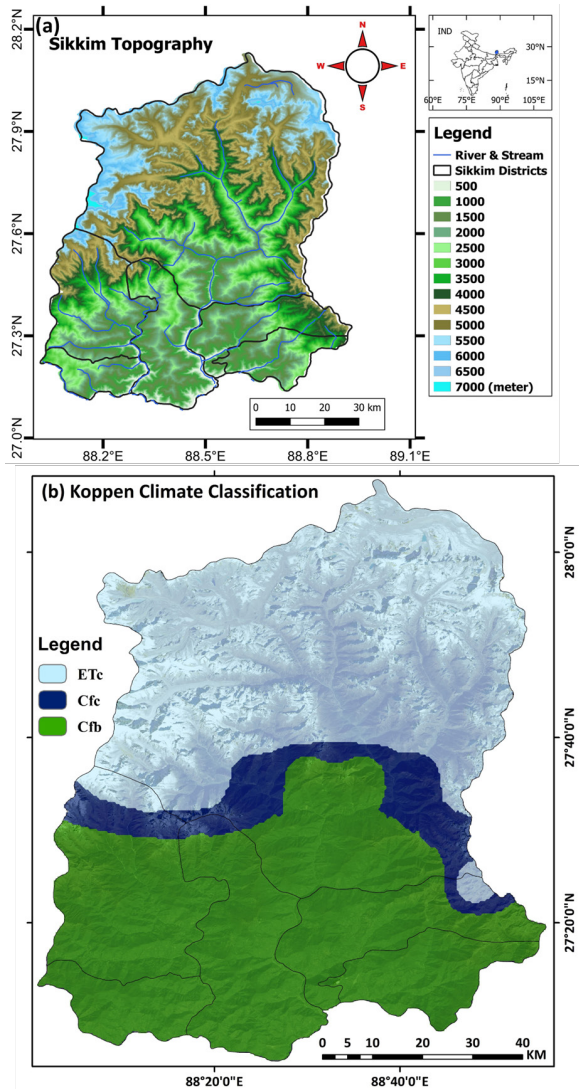 (a)
Sikkim Topography
N
W
E
S
IND
30°N
15°N
60°E 75°E 90°E 105°E
28.2°N
27.9°N
27.6°N
27.3°N
27.0°N
88.2°E 88.5°E 88.8°E 89.1°E
Legend
River & Stream
Sikkim Districts
500
1000
1500
2000
2500
3000
3500
4000
4500
5000
5500
6000
6500
7000 (meter)
0 10 20 30 km
(b) Koppen Climate Classification
Legend
ETc
Cfc
Cfb
28°0'0"N
27°40'0"N
27°20'0"N
0 5 10 20 30 40
KM
88°20'0"E 88°40'0"E